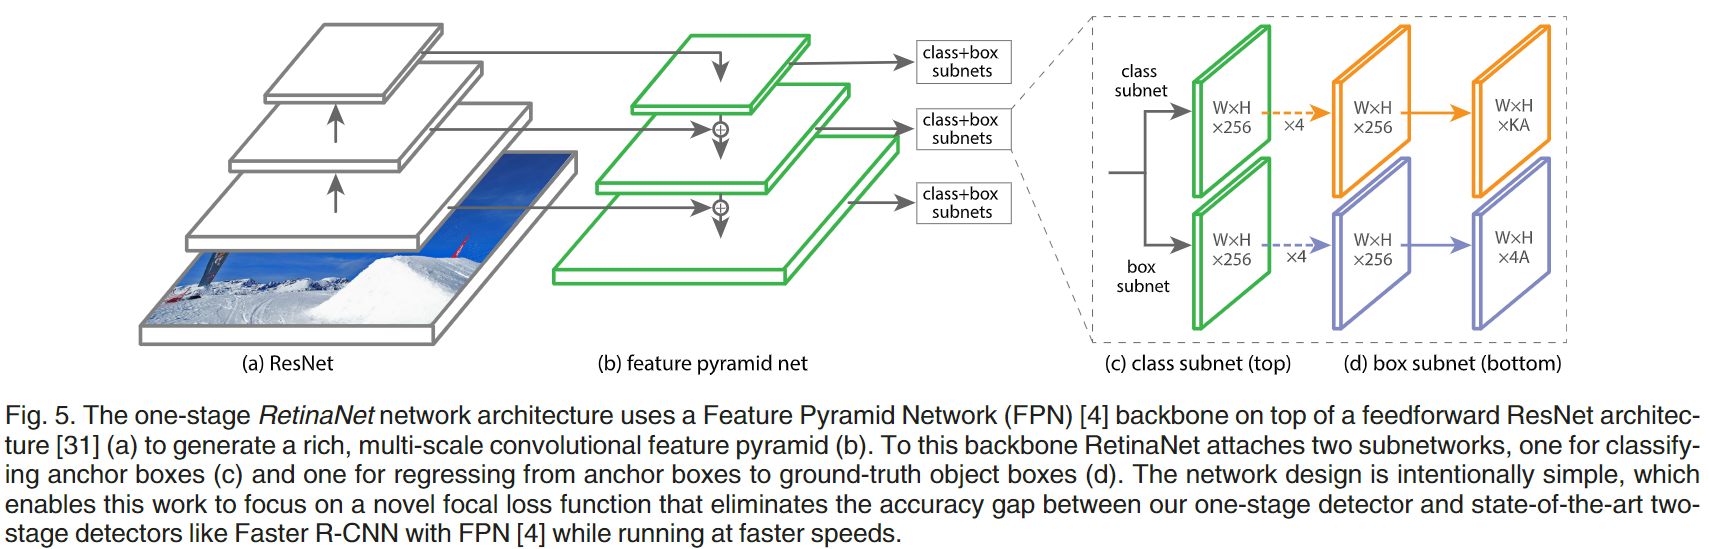 class+box
subnets
class+box
subnets
class+box
subnets
class
subnet
W×H
×256
×4
W×H
×256
W×H
×KA
box
subnet
W×H
×256
×4
W×H
×256
W×H
×4A
(a) ResNet
(b) feature pyramid net
(c) class subnet (top)
(d) box subnet (bottom)
Fig. 5. The one-stage RetinaNet network architecture uses a Feature Pyramid Network (FPN) [4] backbone on top of a feedforward ResNet architec-
ture [31] (a) to generate a rich, multi-scale convolutional feature pyramid (b). To this backbone RetinaNet attaches two subnetworks, one for classify-
ing anchor boxes (c) and one for regressing from anchor boxes to ground-truth object boxes (d). The network design is intentionally simple, which
enables this work to focus on a novel focal loss function that eliminates the accuracy gap between our one-stage detector and state-of-the-art two-
stage detectors like Faster R-CNN with FPN [4] while running at faster speeds.